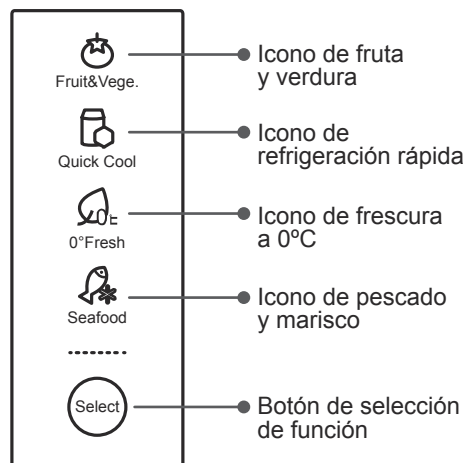 Fruit&Vege.
Icono de fruta
y verdura
Quick Cool
Icono de
refrigeración rápida
0°Fresh
Icono de frescura
a 0ºC
Seafood
Icono de pescado
y marisco
Select
Botón de selección
de función